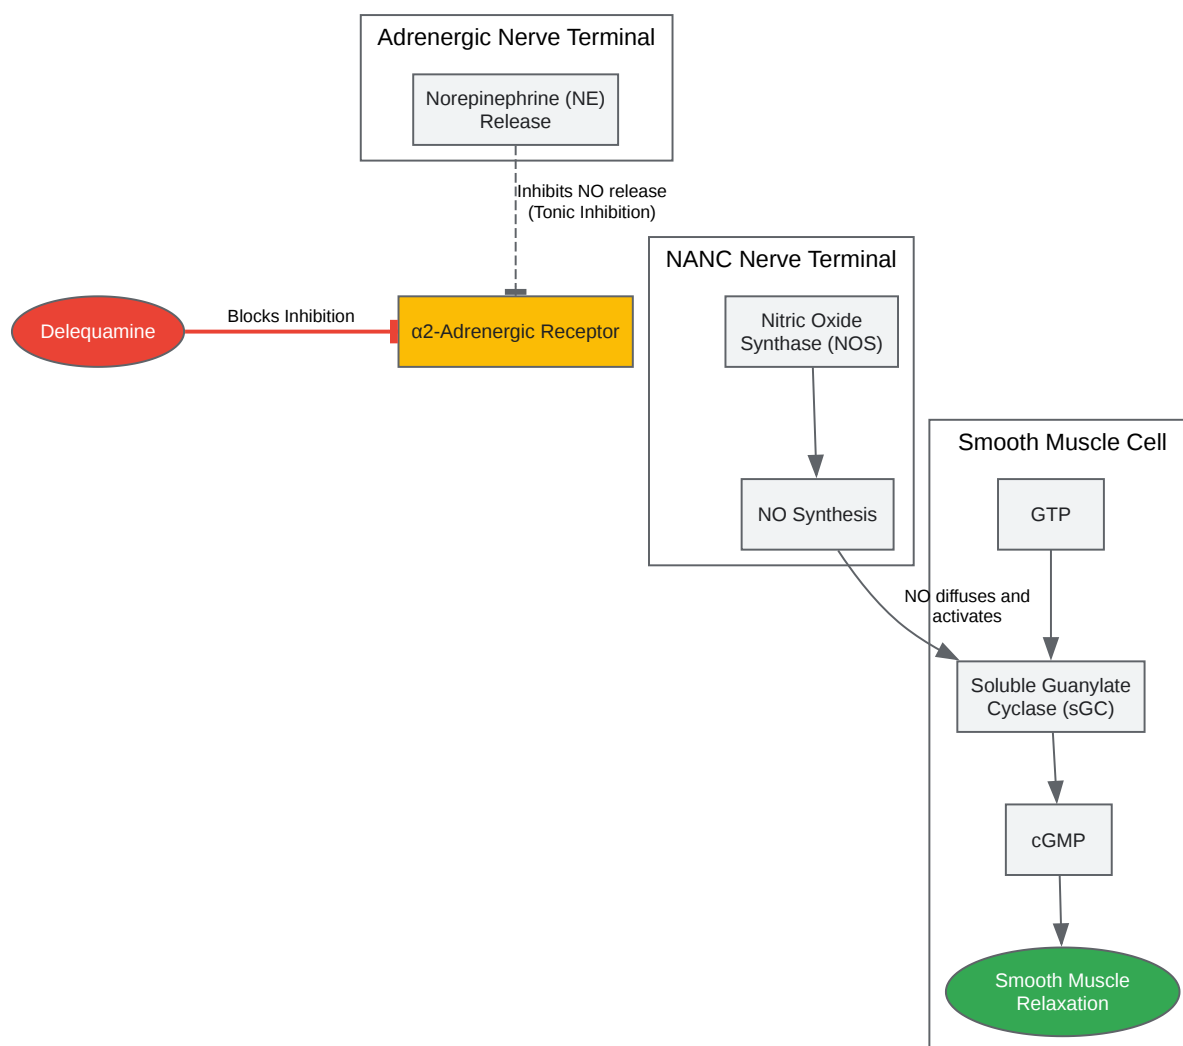 Adrenergic Nerve Terminal
Norepinephrine (NE)
Release
Inhibits NO release
(Tonic Inhibition)
NANC Nerve Terminal
Delequamine
Blocks Inhibition
α2-Adrenergic Receptor
Nitric Oxide
Synthase (NOS)
Smooth Muscle Cell
NO Synthesis
GTP
NO diffuses and
activates
Soluble Guanylate
Cyclase (sGC)
cGMP
Smooth Muscle
Relaxation